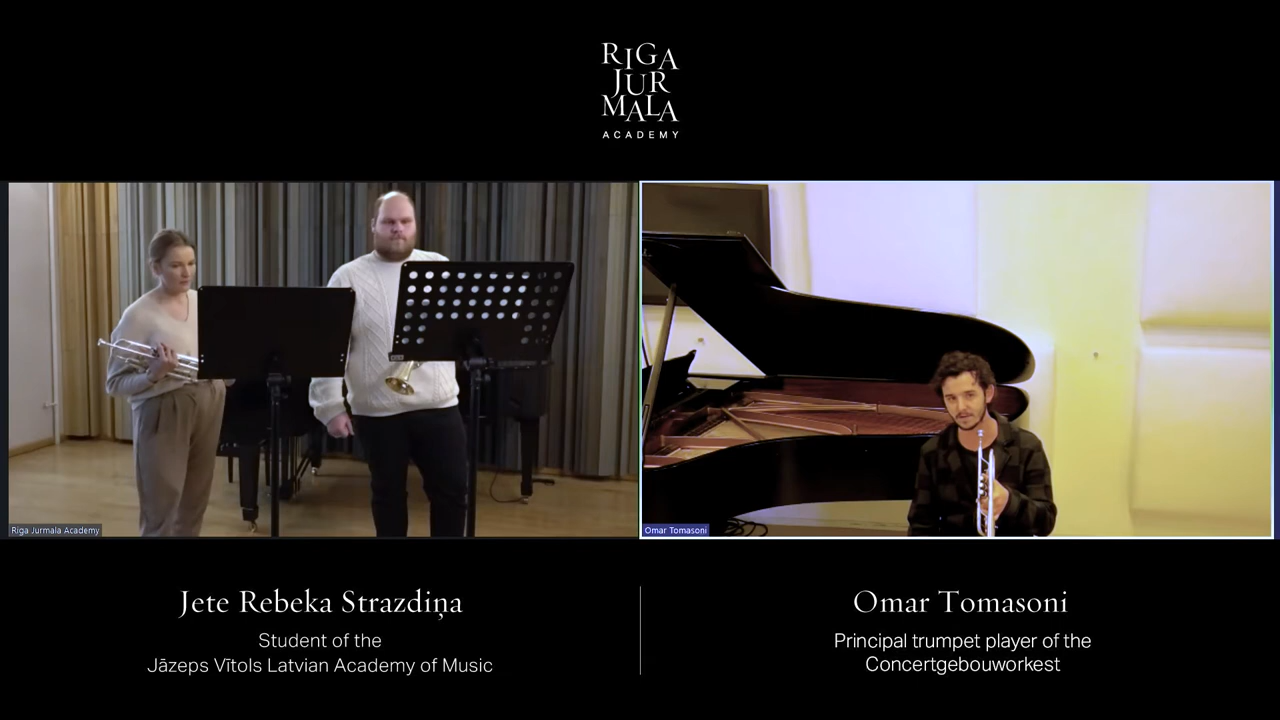 RIGA
JUR
MALA
ACADEMY
Riga Jurmala Academy
Omar Tomasoni
Jete Rebeka Strazdiņa
Student of the
Jāzeps Vītols Latvian Academy of Music
Omar Tomasoni
Principal trumpet player of the
Concertgebouworkest